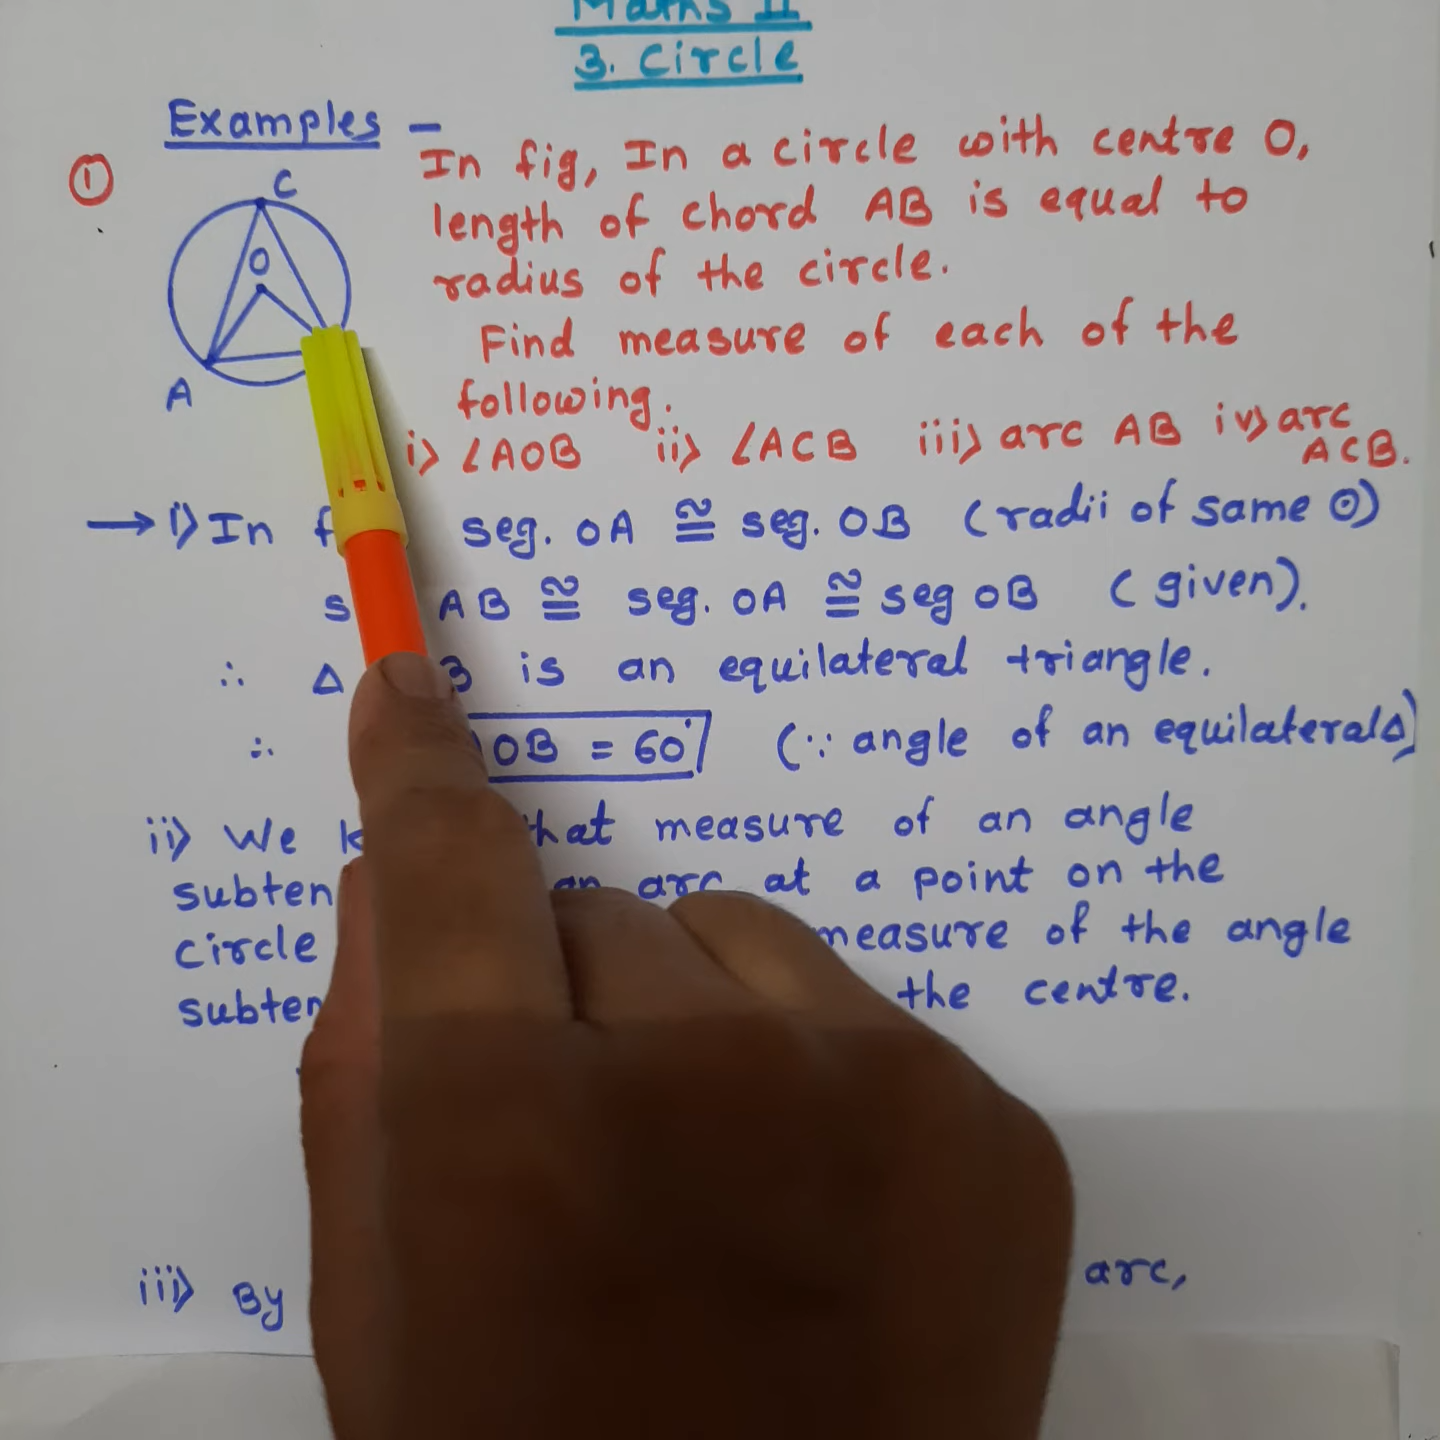 Maths II
3. Circle
Examples -
① In fig, In a circle with centre O,
length of chord AB is equal to
radius of the circle.
Find measure of each of the
following.
i) ∠AOB ii) ∠ACB iii) arc AB iv) arc
ACB.
C
O
A
→ i) In seg. OA ≅ seg. OB (radii of same ⊙)
AB ≅ seg. OA ≅ seg OB (given).
∴ Δ B is an equilateral triangle.
∴ OB = 60° (∵ angle of an equilateral Δ)
ii) We that measure of an angle
subten an arc at a point on the
circle measure of the angle
subten the centre.
iii) By arc,